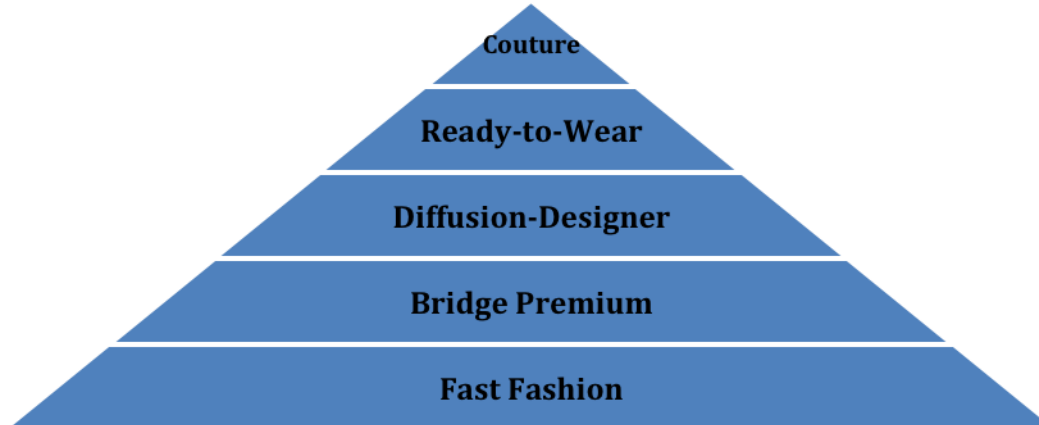 Couture
Ready-to-Wear
Diffusion-Designer
Bridge Premium
Fast Fashion